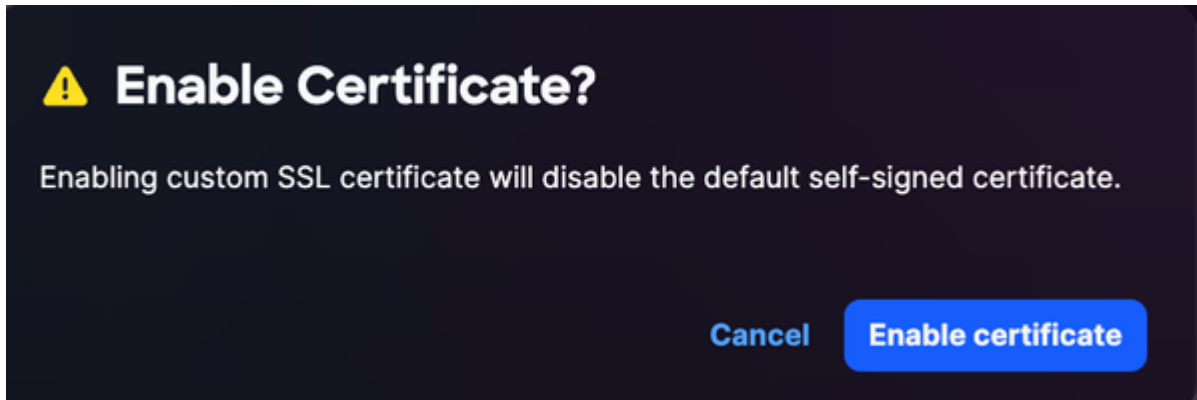 Enable Certificate?
Enabling custom SSL certificate will disable the default self-signed certificate.
Cancel Enable certificate